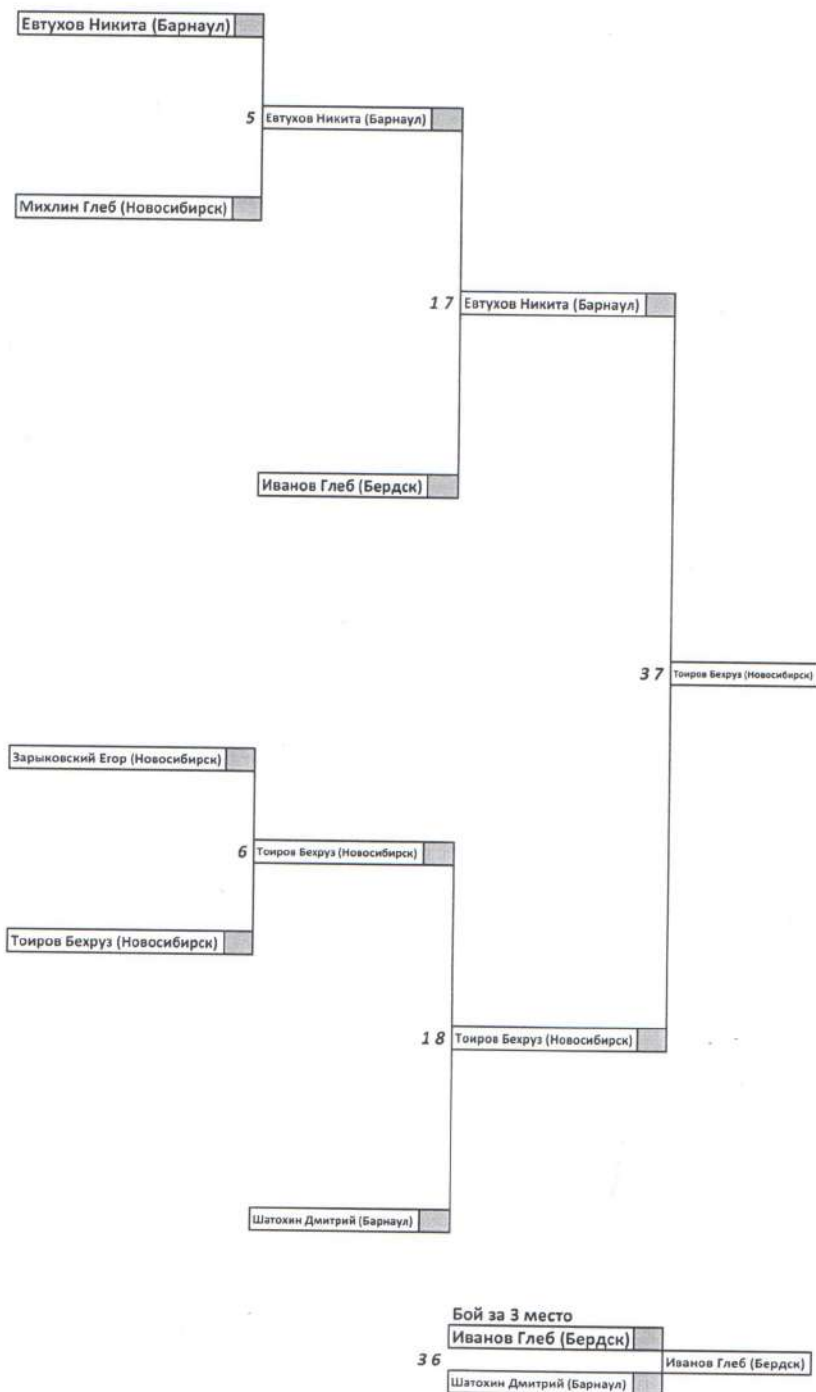 Евтухов Никита (Барнаул)
5 Евтухов Никита (Барнаул)
Михлин Глеб (Новосибирск)
17 Евтухов Никита (Барнаул)
Иванов Глеб (Бердск)
37 Тоиров Бехруз (Новосибирск)
Зарыковский Егор (Новосибирск)
6 Тоиров Бехруз (Новосибирск)
Тоиров Бехруз (Новосибирск)
18 Тоиров Бехруз (Новосибирск)
Шатохин Дмитрий (Барнаул)
Бой за 3 место
Иванов Глеб (Бердск)
36 Иванов Глеб (Бердск)
Шатохин Дмитрий (Барнаул)